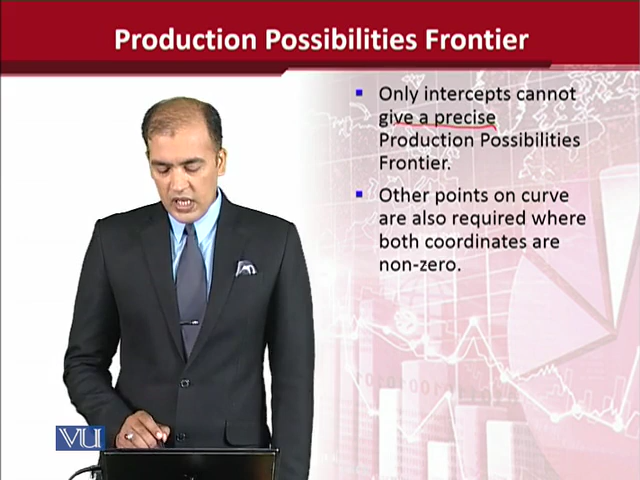 Production Possibilities Frontier
Only intercepts cannot
give a precise
Production Possibilities
Frontier.
Other points on curve
are also required where
both coordinates are
non-zero.
VU